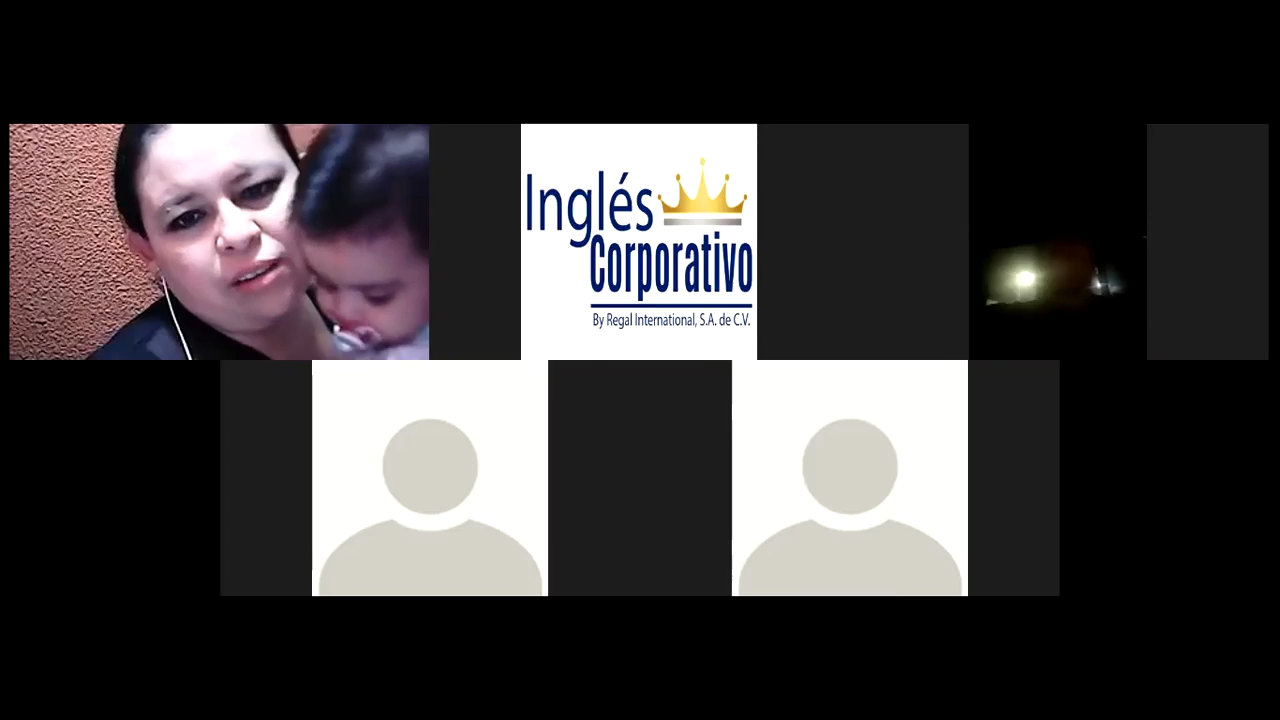 Inglés
Corporativo
By Regal International, S.A. de C.V.